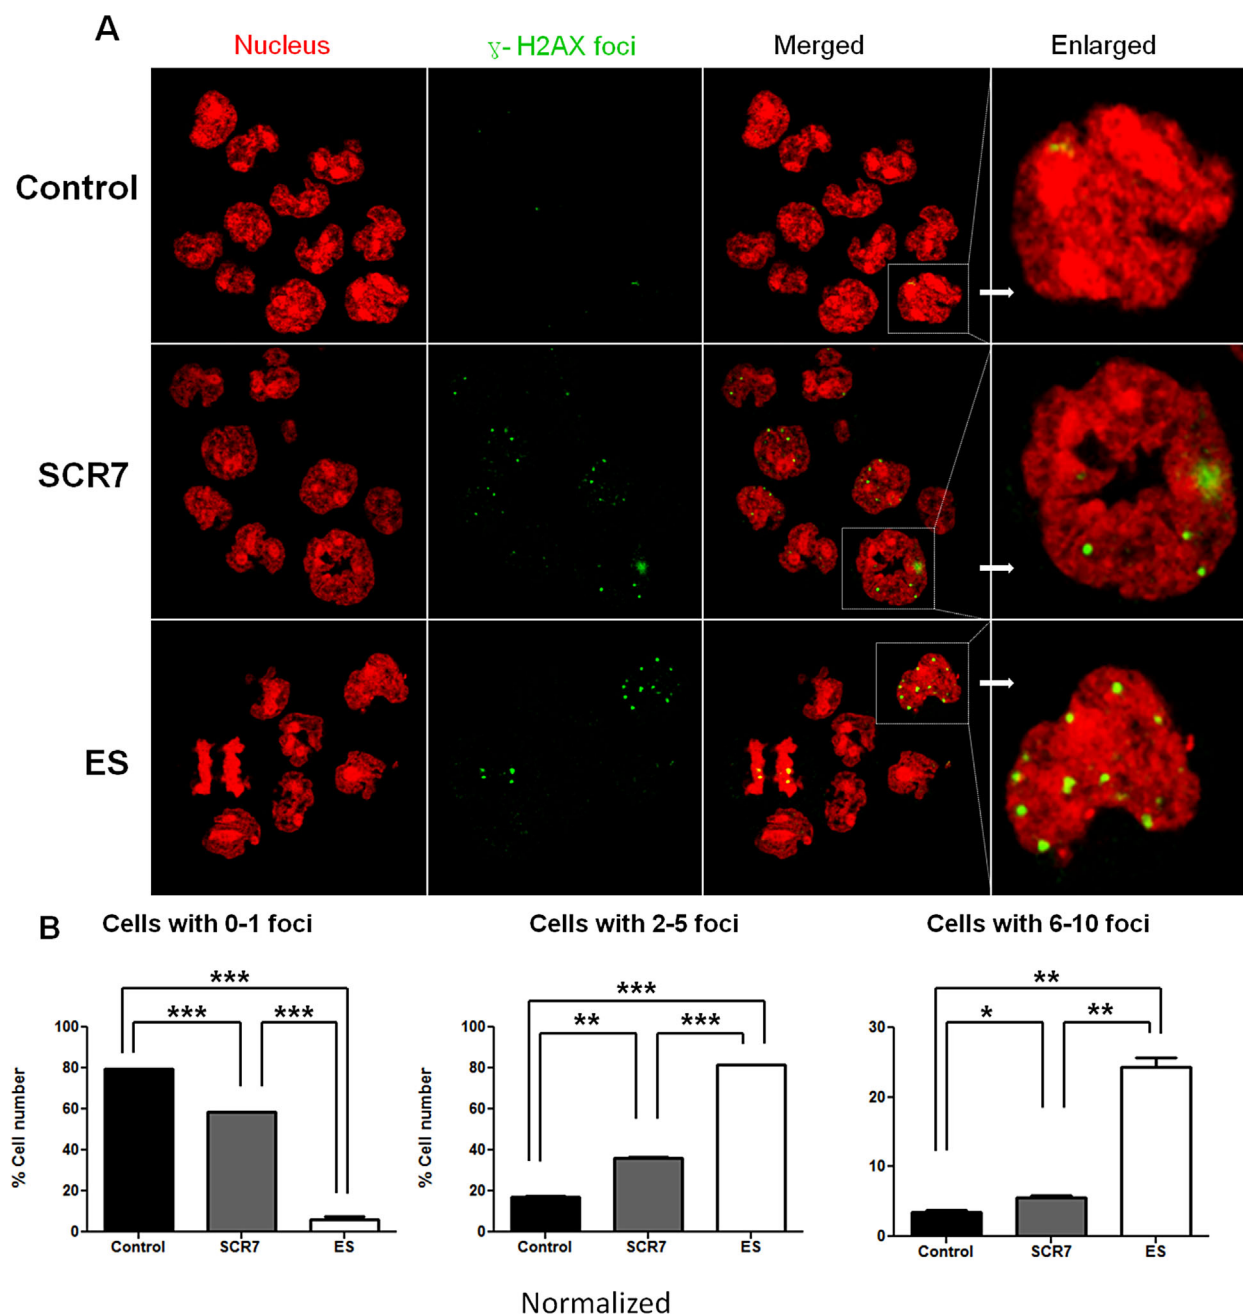 A
Nucleus
ɣ- H2AX foci
Merged
Enlarged
Control
SCR7
ES
B
Cells with 0-1 foci
Cells with 2-5 foci
Cells with 6-10 foci
***
***
***
% Cell number
100
80
60
40
20
0
Control
SCR7
ES
***
**
***
% Cell number
100
80
60
40
20
0
Control
SCR7
ES
**
*
**
% Cell number
30
20
10
0
Control
SCR7
ES
Normalized